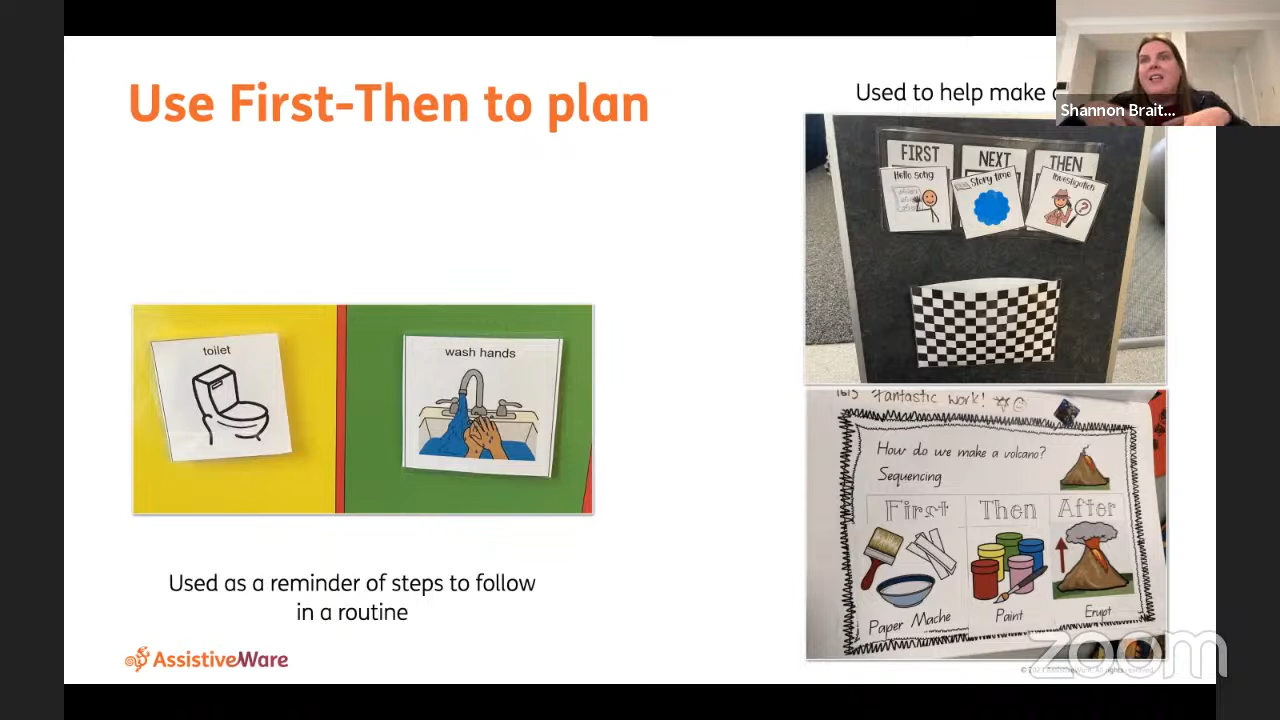 Use First-Then to plan
Used to help make
Shannon Brait...
FIRST
NEXT
THEN
Hello song
Story time
Investigation
toilet
wash hands
Fantastic work!
How do we make a volcano?
Sequencing
First
Then
After
Paper Mache
Paint
Erupt
Used as a reminder of steps to follow
in a routine
AssistiveWare
zoom